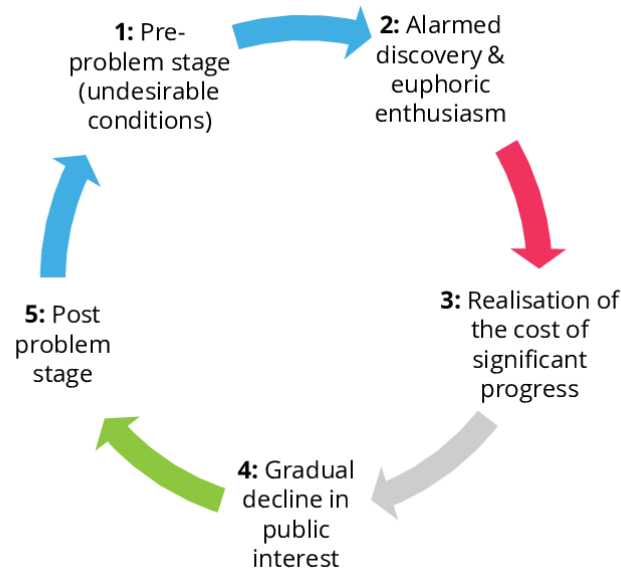 1: Pre-
problem stage
(undesirable
conditions)
2: Alarmed
discovery &
euphoric
enthusiasm
3: Realisation of
the cost of
significant
progress
4: Gradual
decline in
public
interest
5: Post
problem
stage